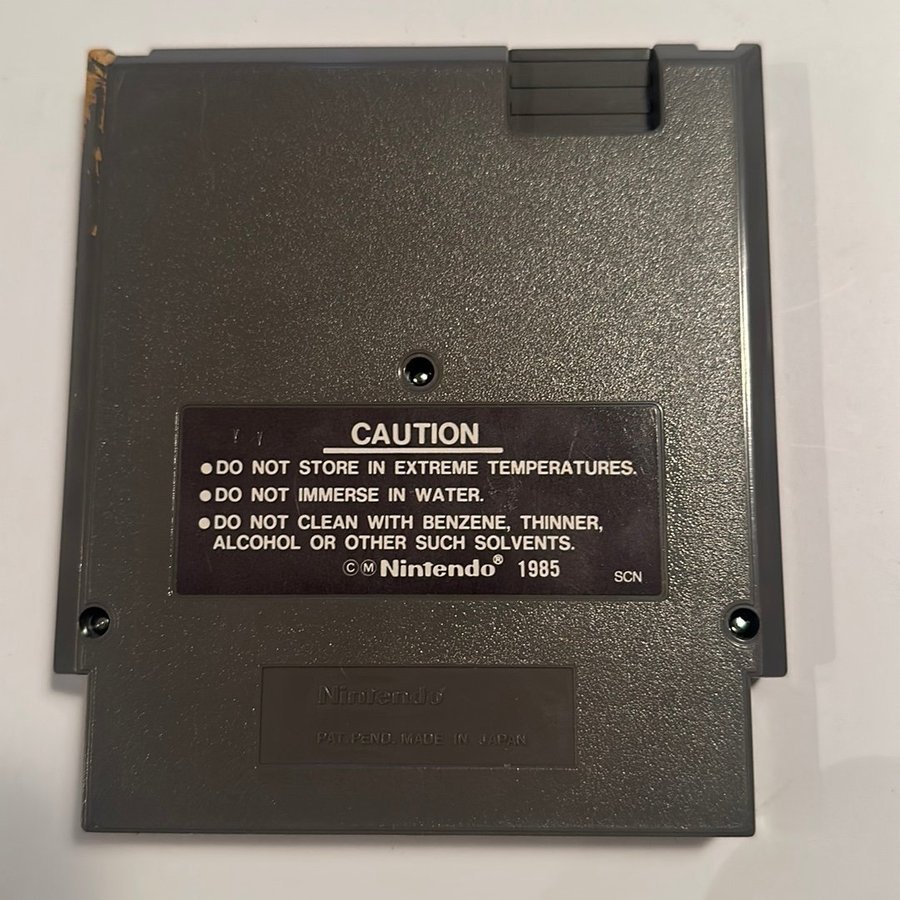 CAUTION
●DO NOT STORE IN EXTREME TEMPERATURES.
●DO NOT IMMERSE IN WATER.
●DO NOT CLEAN WITH BENZENE, THINNER,
ALCOHOL OR OTHER SUCH SOLVENTS.
ⒸⓂNintendo® 1985
SCN
Nintendo
PAT. PEND. MADE IN JAPAN